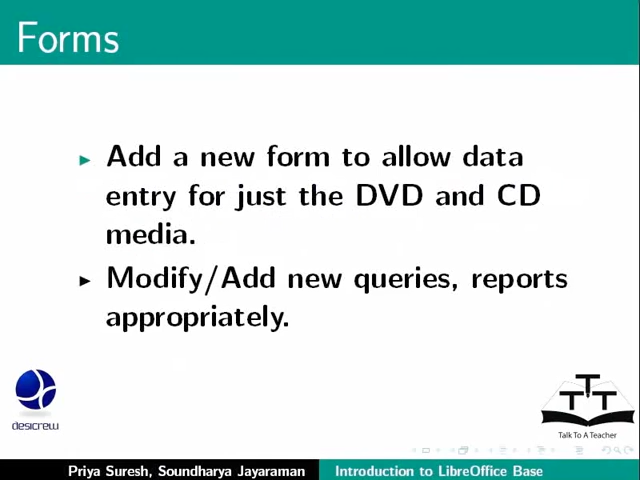 Forms
Add a new form to allow data
entry for just the DVD and CD
media.
Modify/Add new queries, reports
appropriately.
desicrew
TTT
Talk To A Teacher
Priya Suresh, Soundharya Jayaraman Introduction to LibreOffice Base